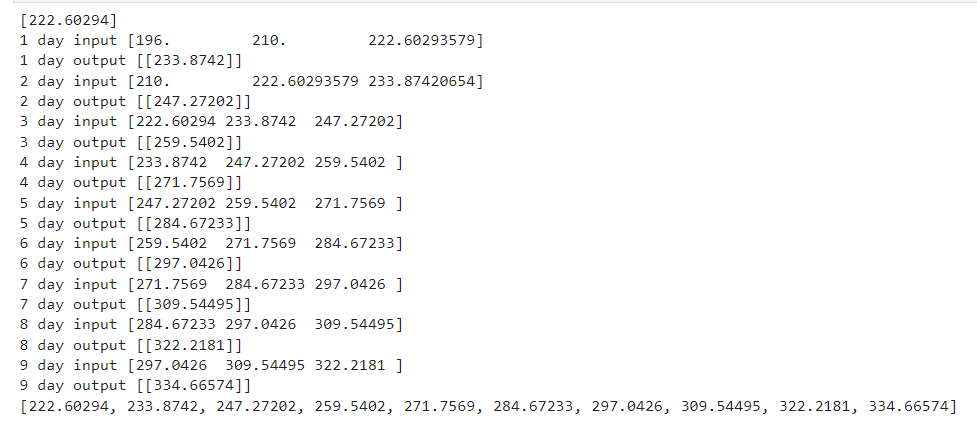 [222.60294]
1 day input [196.         210.         222.60293579]
1 day output [[233.8742]]
2 day input [210.         222.60293579 233.87420654]
2 day output [[247.27202]]
3 day input [222.60294 233.8742  247.27202]
3 day output [[259.5402]]
4 day input [233.8742  247.27202 259.5402 ]
4 day output [[271.7569]]
5 day input [247.27202 259.5402  271.7569 ]
5 day output [[284.67233]]
6 day input [259.5402  271.7569  284.67233]
6 day output [[297.0426]]
7 day input [271.7569  284.67233 297.0426 ]
7 day output [[309.54495]]
8 day input [284.67233 297.0426  309.54495]
8 day output [[322.2181]]
9 day input [297.0426  309.54495 322.2181 ]
9 day output [[334.66574]]
[222.60294, 233.8742, 247.27202, 259.5402, 271.7569, 284.67233, 297.0426, 309.54495, 322.2181, 334.66574]